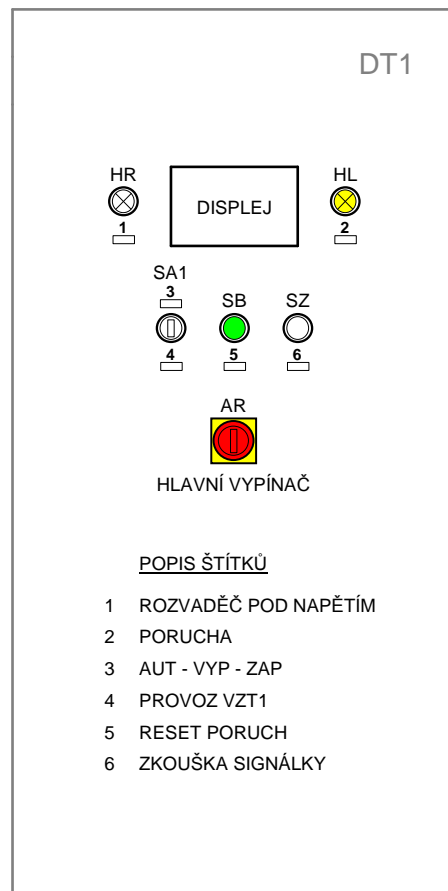 DT1
HR
HL
DISPLEJ
1
2
SA1
3
SB
SZ
4
5
6
AR
HLAVNÍ VYPÍNAČ
POPIS ŠTÍTKŮ
1 ROZVADĚČ POD NAPĚTÍM
2 PORUCHA
3 AUT - VYP - ZAP
4 PROVOZ VZT1
5 RESET PORUCH
6 ZKOUŠKA SIGNÁLKY